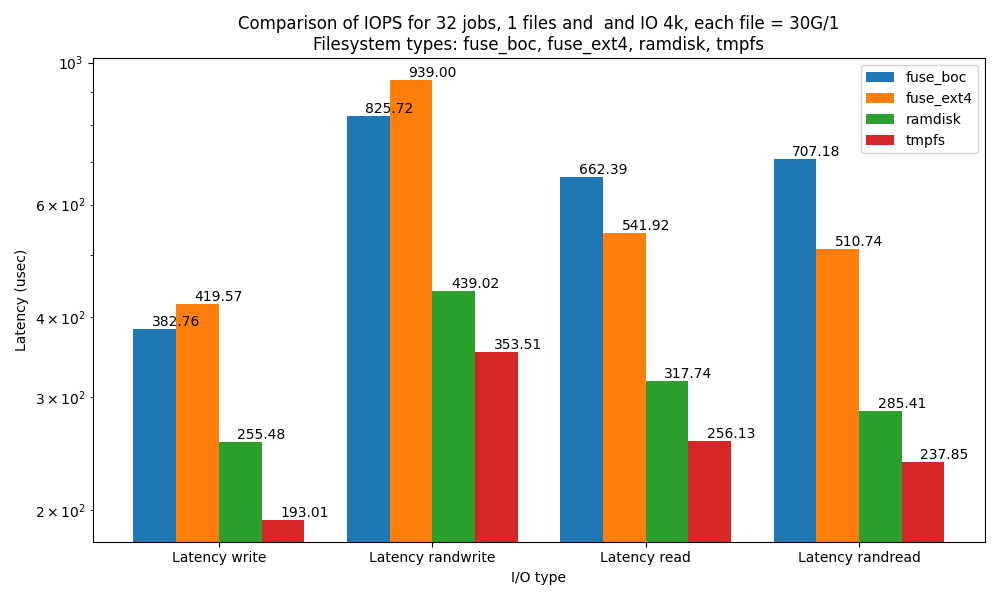 Comparison of IOPS for 32 jobs, 1 files and  and IO 4k, each file = 30G/1
Filesystem types: fuse_boc, fuse_ext4, ramdisk, tmpfs
fuse_boc
fuse_ext4
ramdisk
tmpfs
Latency (usec)
10³
6 × 10²
4 × 10²
3 × 10²
2 × 10²
382.76
419.57
255.48
193.01
825.72
939.00
439.02
353.51
662.39
541.92
317.74
256.13
707.18
510.74
285.41
237.85
Latency write
Latency randwrite
Latency read
Latency randread
I/O type